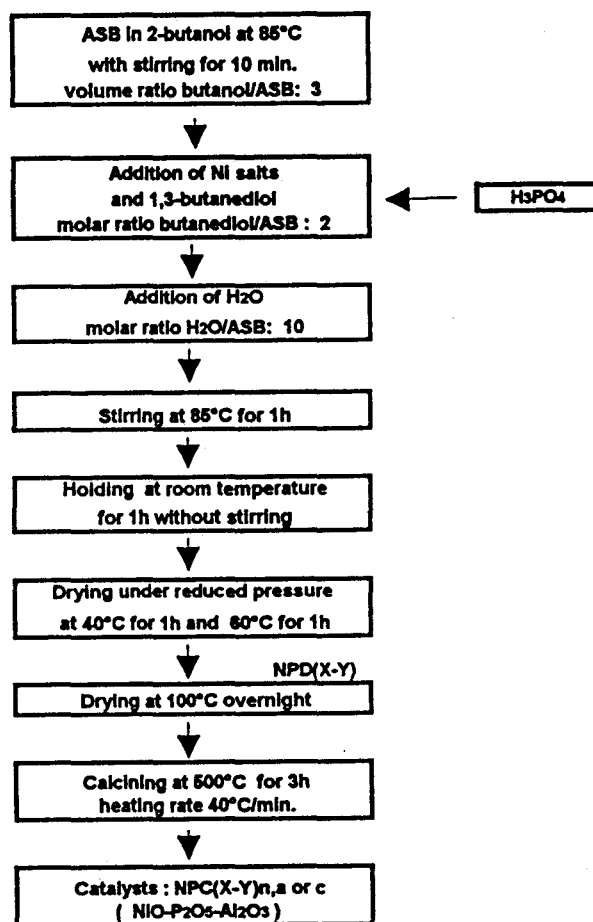 ASB in 2-butanol at 85°C
with stirring for 10 min.
volume ratio butanol/ASB: 3
Addition of Ni salts
and 1,3-butanediol
molar ratio butanediol/ASB : 2
H3PO4
Addition of H2O
molar ratio H2O/ASB: 10
Stirring at 85°C for 1h
Holding at room temperature
for 1h without stirring
Drying under reduced pressure
at 40°C for 1h and 60°C for 1h
NPD(X-Y)
Drying at 100°C overnight
Calcining at 500°C for 3h
heating rate 40°C/min.
Catalysts : NPC(X-Y)n,a or c
( NiO-P2O5-Al2O3 )